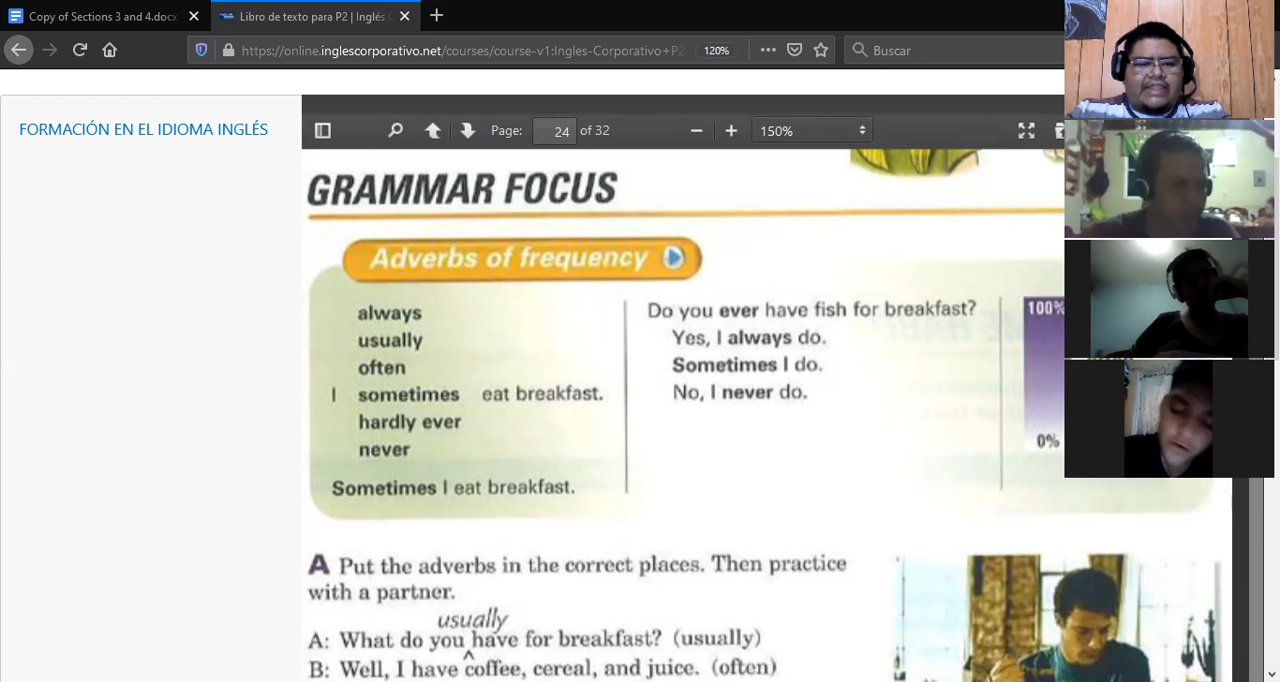 Copy of Sections 3 and 4.docx
Libro de texto para P2 | Inglés
https://online.inglescorporativo.net/courses/course-v1:Ingles-Corporativo+P2
120%
Buscar
FORMACIÓN EN EL IDIOMA INGLÉS
Page: 24 of 32
150%
GRAMMAR FOCUS
Adverbs of frequency
always
usually
often
I sometimes eat breakfast.
hardly ever
never
Sometimes I eat breakfast.
Do you ever have fish for breakfast?
Yes, I always do.
Sometimes I do.
No, I never do.
100%
0%
A Put the adverbs in the correct places. Then practice
with a partner.
usually
A: What do you have for breakfast? (usually)
B: Well, I have coffee, cereal, and juice. (often)